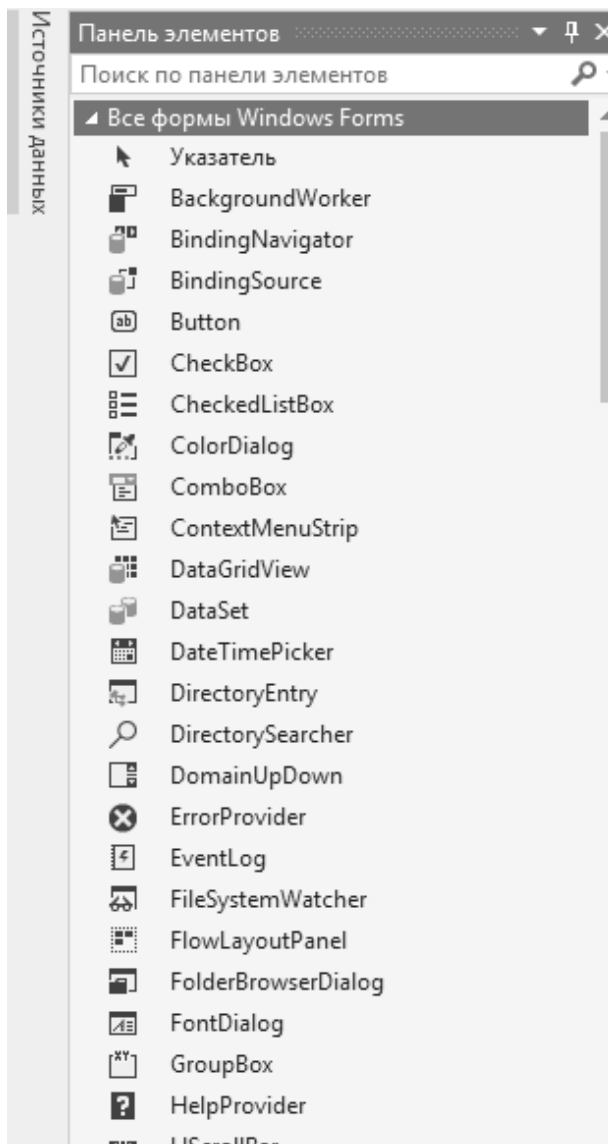 Источники данных
Панель элементов
Поиск по панели элементов
Все формы Windows Forms
Указатель
BackgroundWorker
BindingNavigator
BindingSource
Button
CheckBox
CheckedListBox
ColorDialog
ComboBox
ContextMenuStrip
DataGridView
DataSet
DateTimePicker
DirectoryEntry
DirectorySearcher
DomainUpDown
ErrorProvider
EventLog
FileSystemWatcher
FlowLayoutPanel
FolderBrowserDialog
FontDialog
GroupBox
HelpProvider